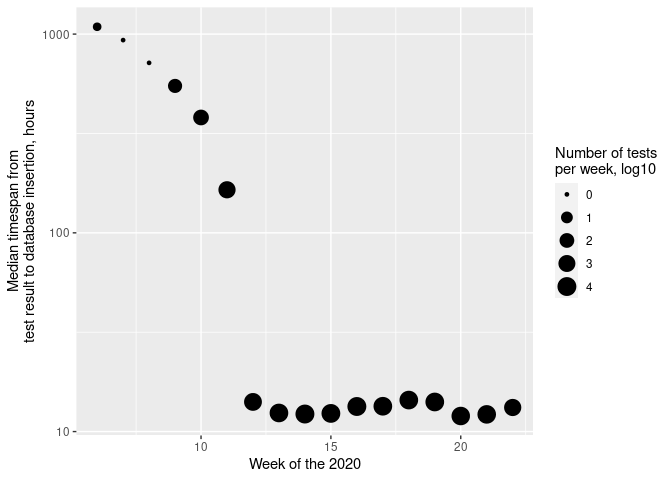 1000
100
10
Median timespan from
test result to database insertion, hours
10
15
20
Week of the 2020
Number of tests
per week, log10
0
1
2
3
4